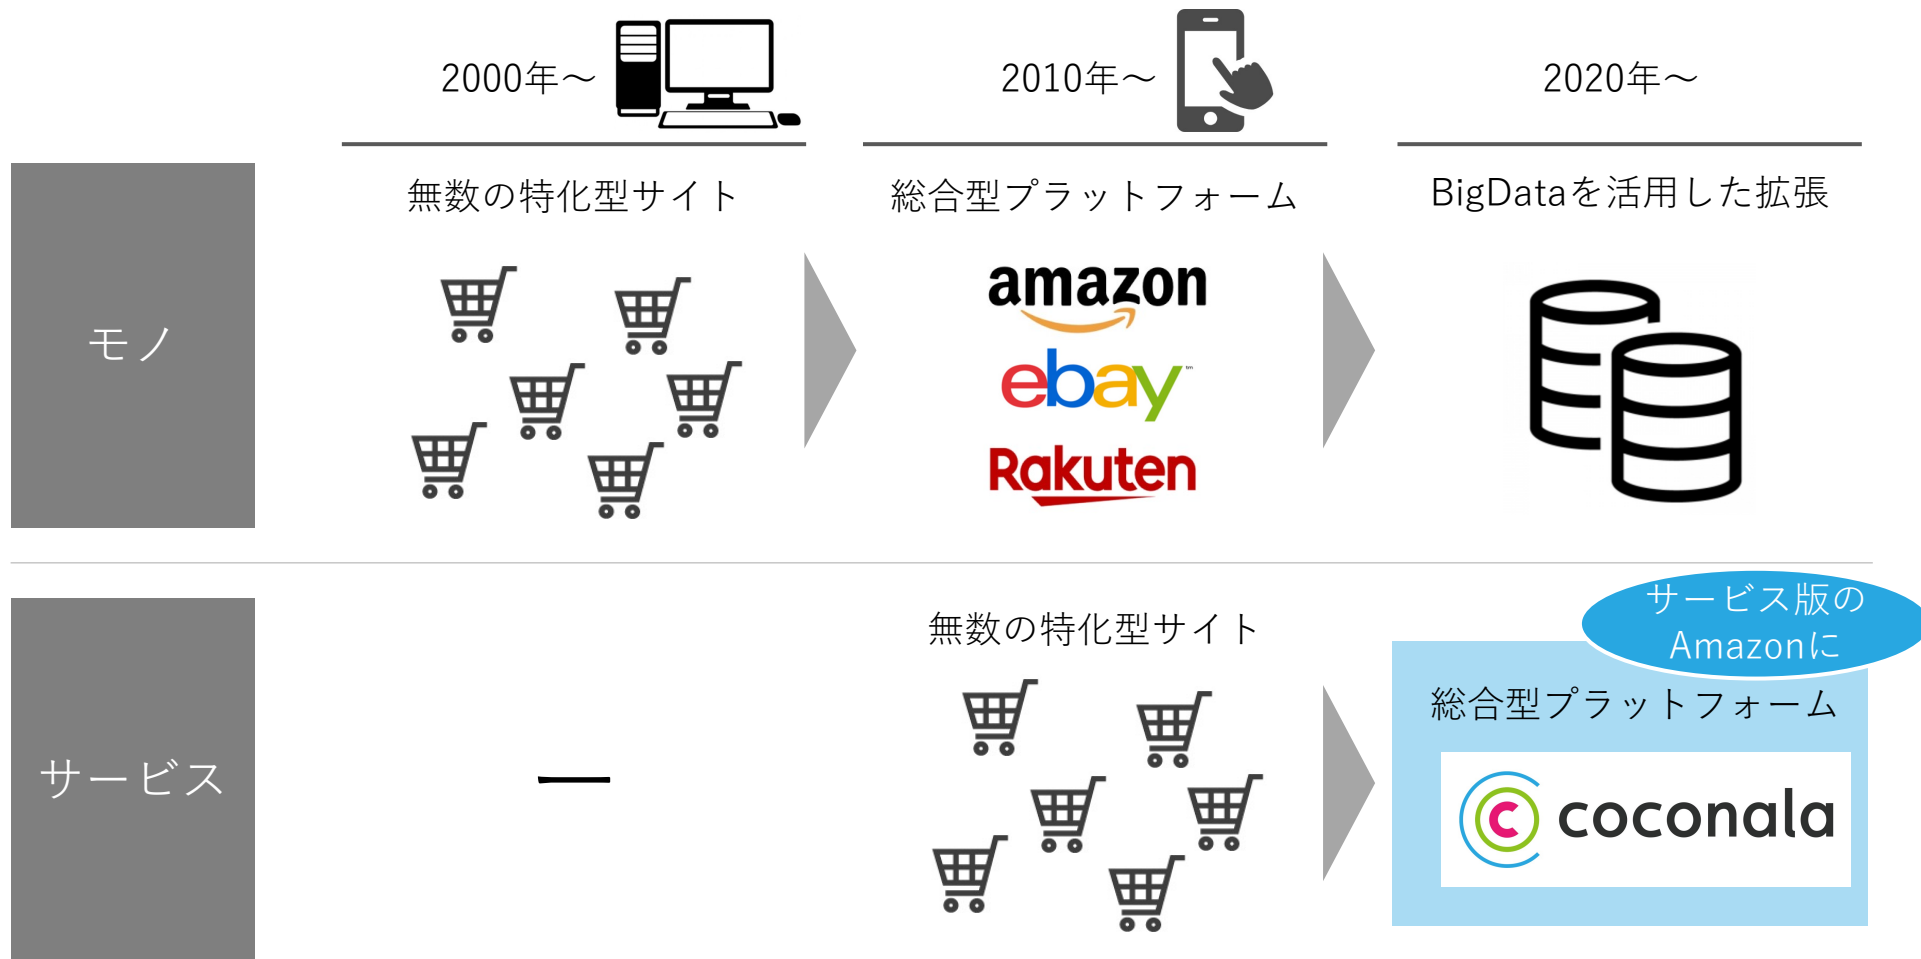 2000年～
2010年～
2020年～
モノ
無数の特化型サイト
総合型プラットフォーム
BigDataを活用した拡張
amazon
ebay™
Rakuten
サービス
ー
無数の特化型サイト
サービス版の
Amazonに
総合型プラットフォーム
c coconala